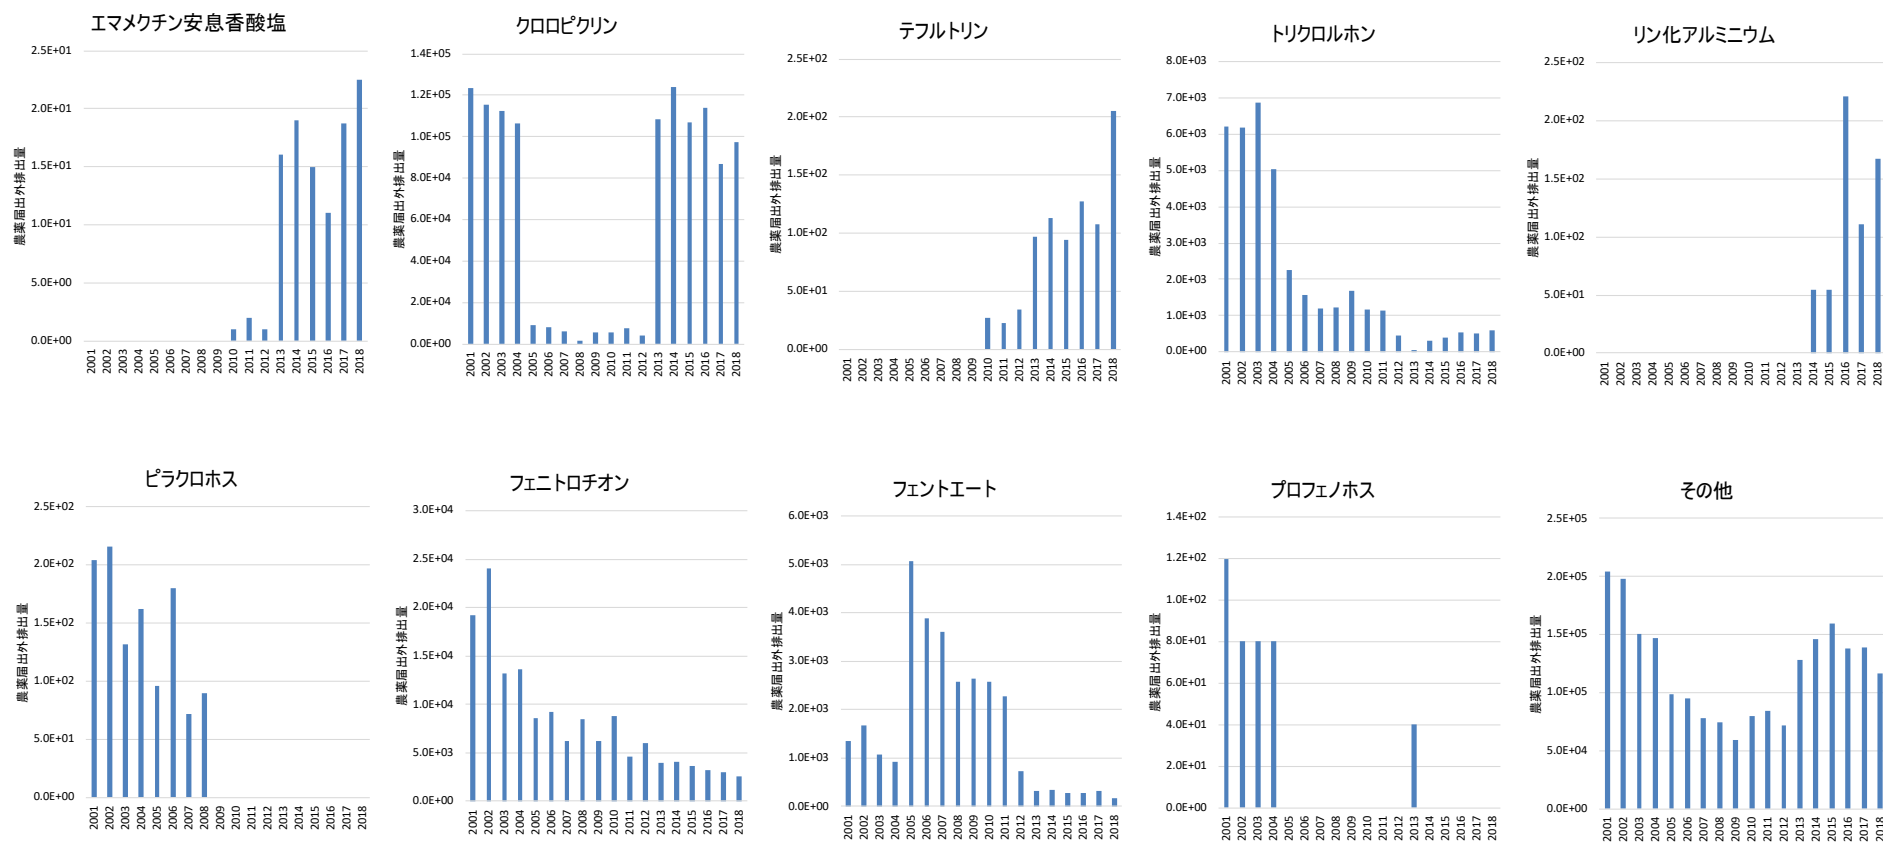 エマメクチン安息香酸塩
農薬届出外排出量
2.5E+01
2.0E+01
1.5E+01
1.0E+01
5.0E+00
0.0E+00
2001 2002 2003 2004 2005 2006 2007 2008 2009 2010 2011 2012 2013 2014 2015 2016 2017 2018
クロロピクリン
農薬届出外排出量
1.4E+05
1.2E+05
1.0E+05
8.0E+04
6.0E+04
4.0E+04
2.0E+04
0.0E+00
2001 2002 2003 2004 2005 2006 2007 2008 2009 2010 2011 2012 2013 2014 2015 2016 2017 2018
テフルトリン
農薬届出外排出量
2.5E+02
2.0E+02
1.5E+02
1.0E+02
5.0E+01
0.0E+00
2001 2002 2003 2004 2005 2006 2007 2008 2009 2010 2011 2012 2013 2014 2015 2016 2017 2018
トリクロルホン
農薬届出外排出量
8.0E+03
7.0E+03
6.0E+03
5.0E+03
4.0E+03
3.0E+03
2.0E+03
1.0E+03
0.0E+00
2001 2002 2003 2004 2005 2006 2007 2008 2009 2010 2011 2012 2013 2014 2015 2016 2017 2018
リン化アルミニウム
農薬届出外排出量
2.5E+02
2.0E+02
1.5E+02
1.0E+02
5.0E+01
0.0E+00
2001 2002 2003 2004 2005 2006 2007 2008 2009 2010 2011 2012 2013 2014 2015 2016 2017 2018
ピラクロホス
農薬届出外排出量
2.5E+02
2.0E+02
1.5E+02
1.0E+02
5.0E+01
0.0E+00
2001 2002 2003 2004 2005 2006 2007 2008 2009 2010 2011 2012 2013 2014 2015 2016 2017 2018
フェニトロチオン
農薬届出外排出量
3.0E+04
2.5E+04
2.0E+04
1.5E+04
1.0E+04
5.0E+03
0.0E+00
2001 2002 2003 2004 2005 2006 2007 2008 2009 2010 2011 2012 2013 2014 2015 2016 2017 2018
フェントエート
農薬届出外排出量
6.0E+03
5.0E+03
4.0E+03
3.0E+03
2.0E+03
1.0E+03
0.0E+00
2001 2002 2003 2004 2005 2006 2007 2008 2009 2010 2011 2012 2013 2014 2015 2016 2017 2018
プロフェノホス
農薬届出外排出量
1.4E+02
1.2E+02
1.0E+02
8.0E+01
6.0E+01
4.0E+01
2.0E+01
0.0E+00
2001 2002 2003 2004 2005 2006 2007 2008 2009 2010 2011 2012 2013 2014 2015 2016 2017 2018
その他
農薬届出外排出量
2.5E+05
2.0E+05
1.5E+05
1.0E+05
5.0E+04
0.0E+00
2001 2002 2003 2004 2005 2006 2007 2008 2009 2010 2011 2012 2013 2014 2015 2016 2017 2018